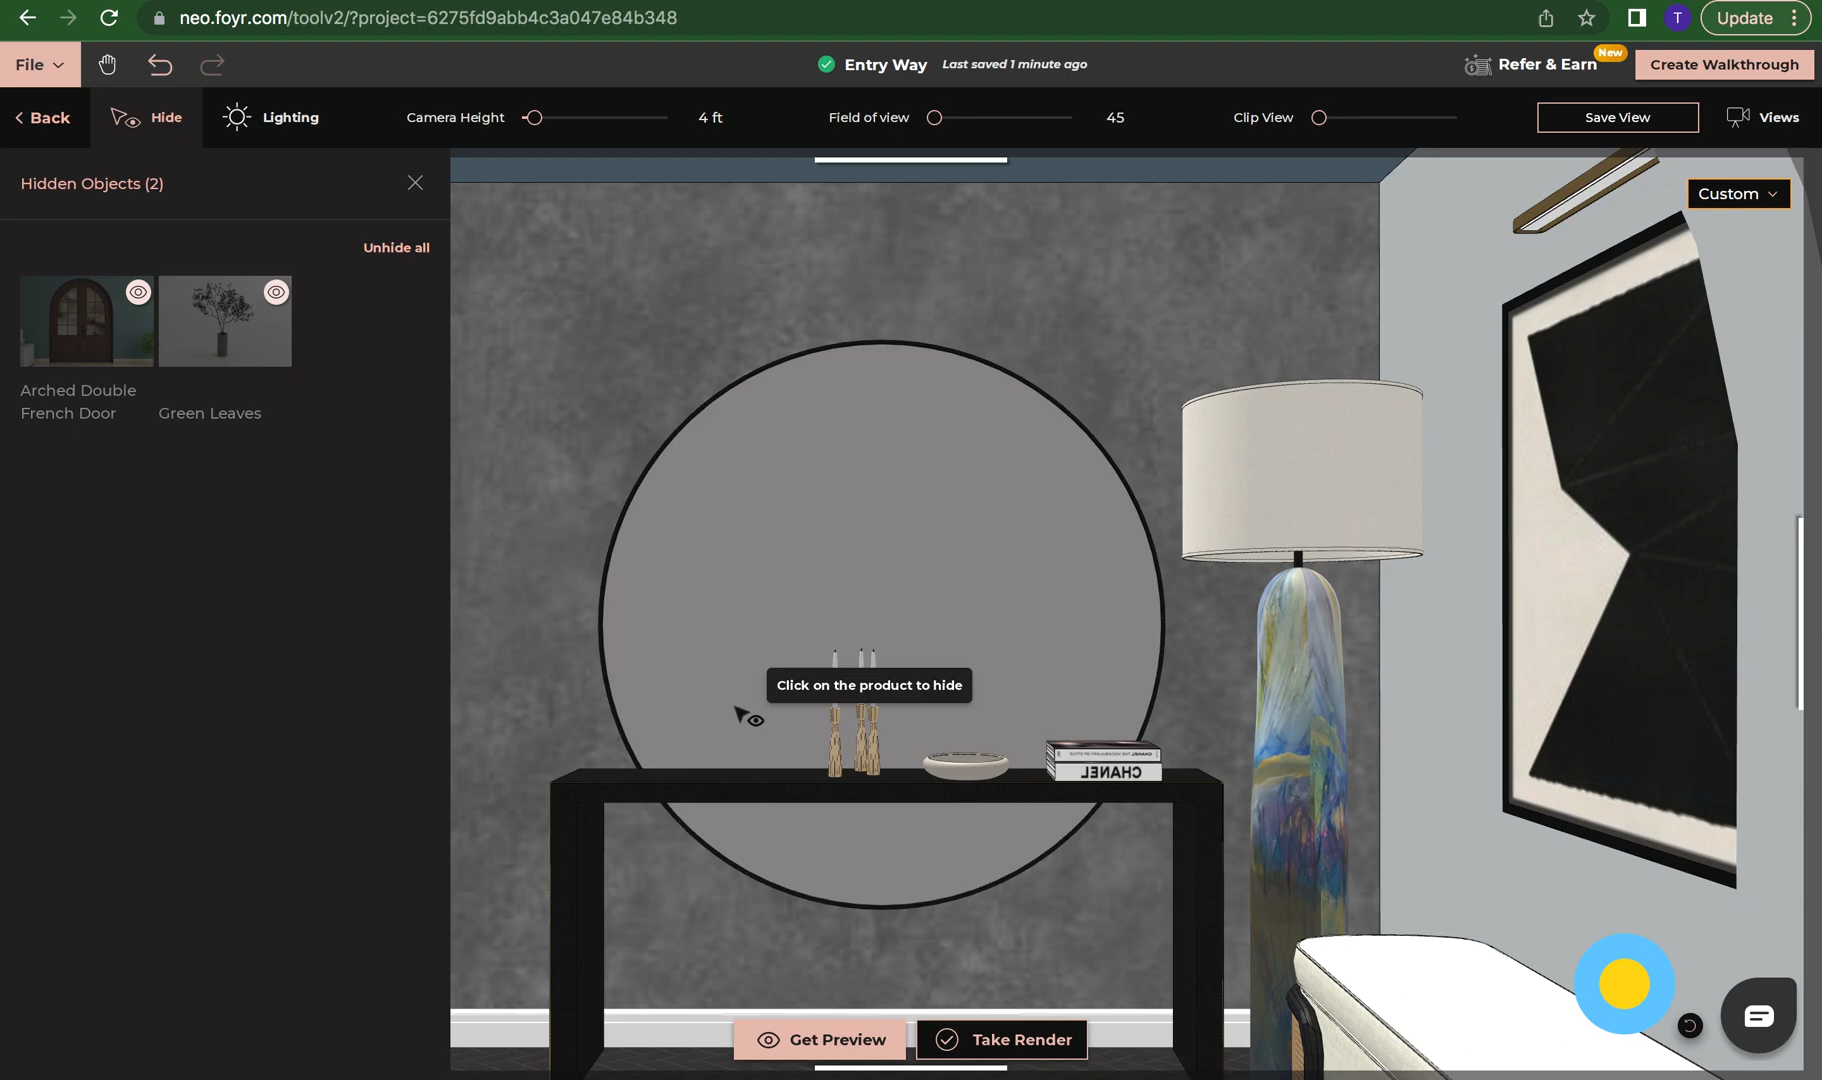 neo.foyr.com/toolv2/?project=6275fd9abb4c3a047e84b348
T
Update
File
Entry Way
Last saved 1 minute ago
Refer & Earn
New
Create Walkthrough
Back
Hide
Lighting
Camera Height
4 ft
Field of view
45
Clip View
Save View
Views
Hidden Objects (2)
Unhide all
Custom
Arched Double
French Door
Green Leaves
Click on the product to hide
CHANEL
CHANEL
Get Preview
Take Render